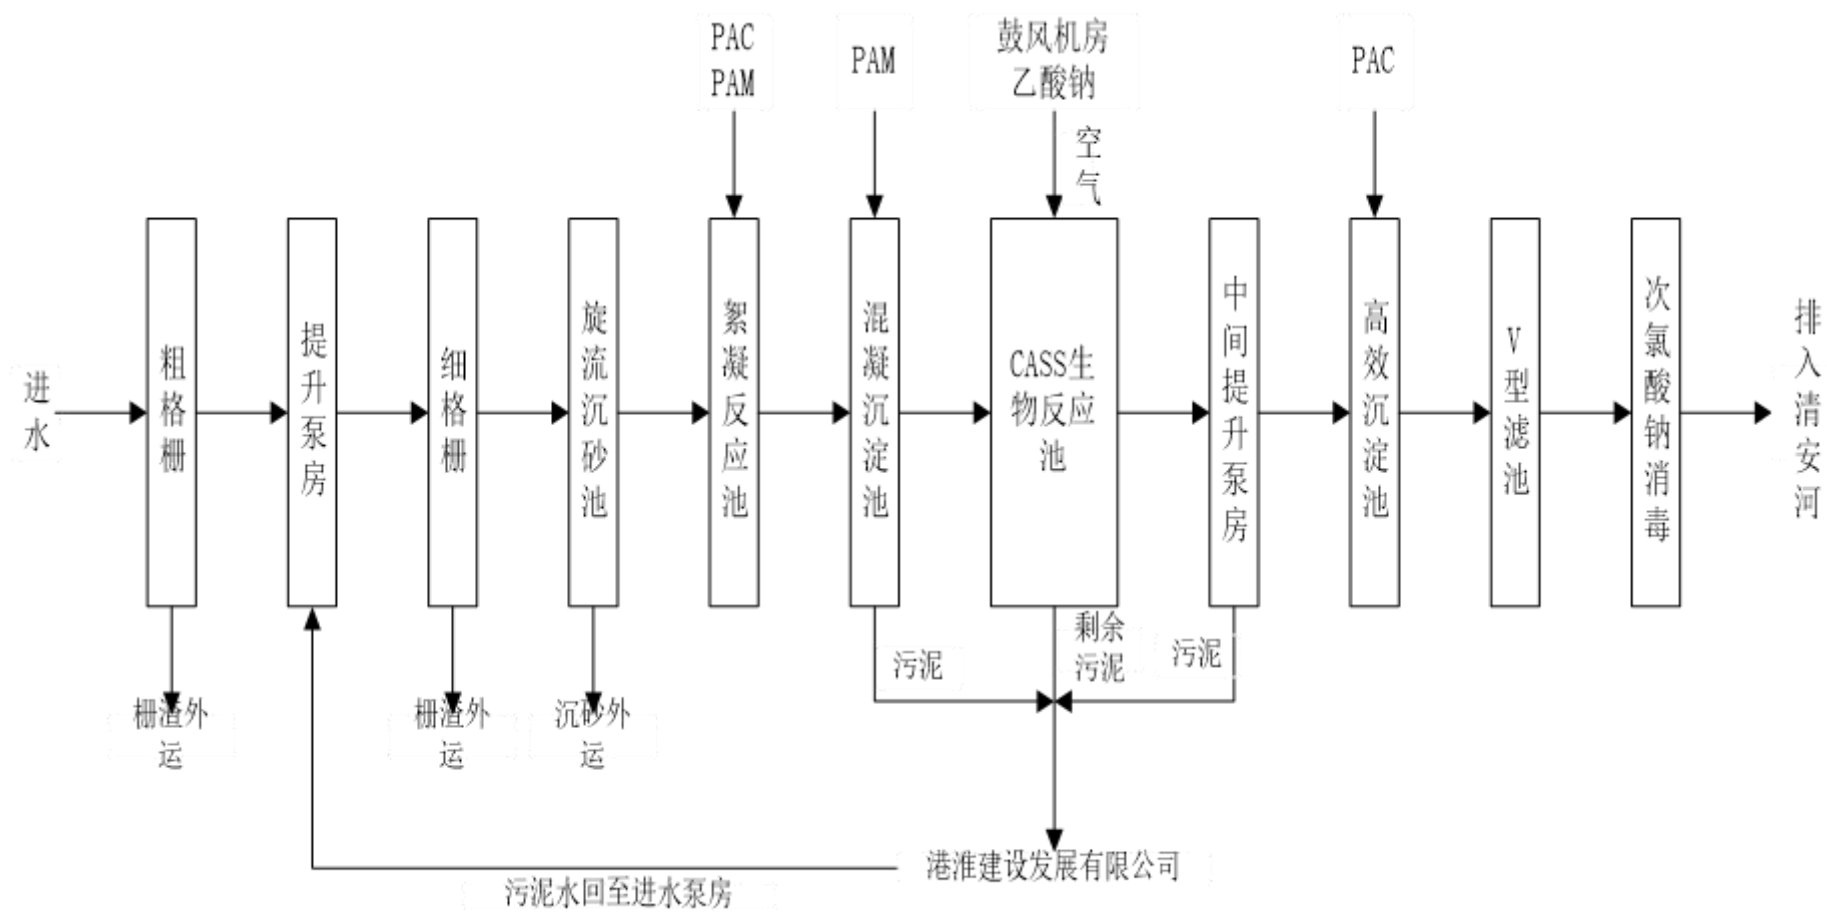 PAC
PAM
PAM
鼓风机房
乙酸钠
PAC
空
气
进
水
粗
格
栅
提
升
泵
房
细
格
栅
旋
流
沉
砂
池
絮
凝
反
应
池
混
凝
沉
淀
池
CASS生
物反应
池
中
间
提
升
泵
房
高
效
沉
淀
池
V
型
滤
池
次
氯
酸
钠
消
毒
排
入
清
安
河
栅渣外
运
栅渣外
运
沉砂外
运
污泥
剩余
污泥
污泥
港淮建设发展有限公司
污泥水回至进水泵房